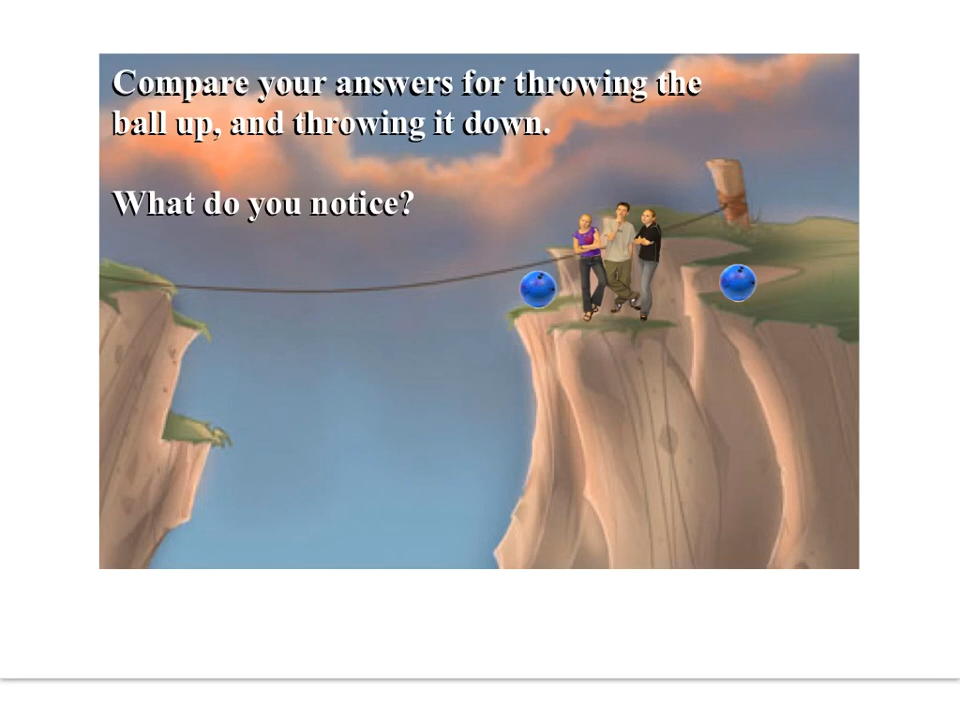 Compare your answers for throwing the
ball up, and throwing it down.
What do you notice?